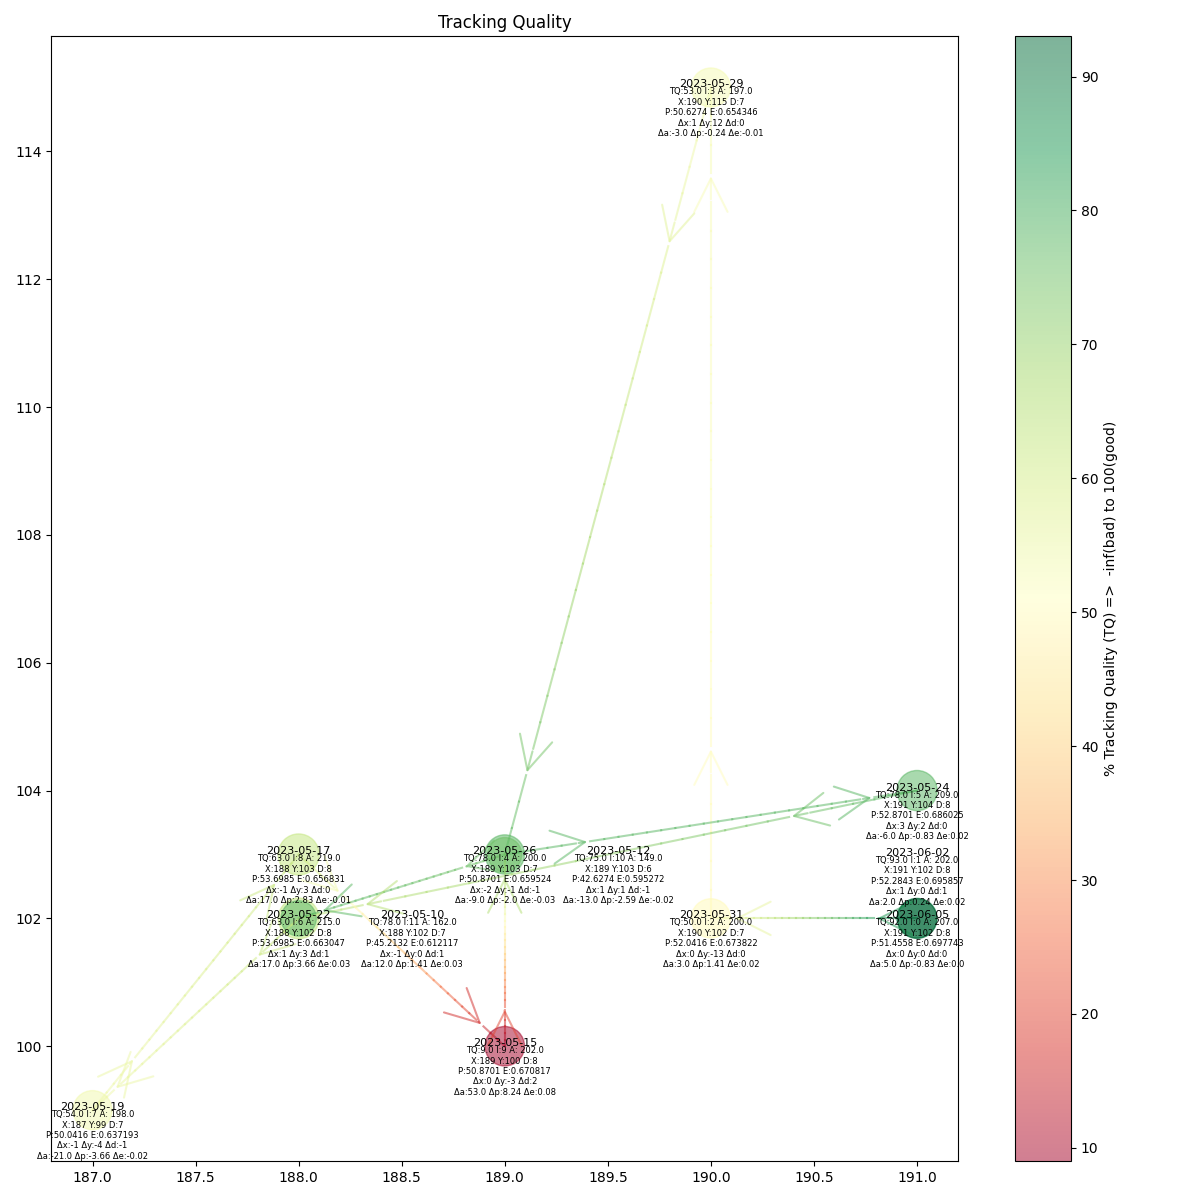 Tracking Quality
2023-05-29
TQ:53.0 I:3 A: 197.0
X:190 Y:115 D:7
P:50.6274 E:0.654346
Δx:1 Δy:12 Δd:0
Δa:-3.0 Δp:-0.24 Δe:-0.01
2023-05-24
TQ:78.0 I:5 A: 209.0
X:191 Y:104 D:8
P:52.8701 E:0.686025
Δx:3 Δy:2 Δd:0
Δa:-6.0 Δp:-0.83 Δe:0.02
2023-06-02
TQ:93.0 I:1 A: 202.0
X:191 Y:102 D:8
P:52.2843 E:0.695857
Δx:1 Δy:0 Δd:1
Δa:2.0 Δp:0.24 Δe:0.02
2023-06-05
TQ:92.0 I:0 A: 207.0
X:191 Y:102 D:8
P:51.4558 E:0.697743
Δx:0 Δy:0 Δd:0
Δa:5.0 Δp:-0.83 Δe:0.0
2023-05-17
TQ:63.0 I:8 A: 219.0
X:188 Y:103 D:8
P:53.6985 E:0.656831
Δx:-1 Δy:3 Δd:0
Δa:17.0 Δp:2.83 Δe:-0.01
2023-05-26
TQ:78.0 I:4 A: 200.0
X:189 Y:103 D:7
P:50.8701 E:0.659524
Δx:-2 Δy:-1 Δd:-1
Δa:-9.0 Δp:-2.0 Δe:-0.03
2023-05-12
TQ:75.0 I:10 A: 149.0
X:189 Y:103 D:6
P:42.6274 E:0.595272
Δx:1 Δy:1 Δd:-1
Δa:-13.0 Δp:-2.59 Δe:-0.02
2023-05-22
TQ:63.0 I:6 A: 215.0
X:188 Y:102 D:8
P:53.6985 E:0.663047
Δx:1 Δy:3 Δd:1
Δa:17.0 Δp:3.66 Δe:0.03
2023-05-10
TQ:78.0 I:11 A: 162.0
X:188 Y:102 D:7
P:45.2132 E:0.612117
Δx:-1 Δy:0 Δd:1
Δa:12.0 Δp:1.41 Δe:0.03
2023-05-31
TQ:50.0 I:2 A: 200.0
X:190 Y:102 D:7
P:52.0416 E:0.673822
Δx:0 Δy:-13 Δd:0
Δa:3.0 Δp:1.41 Δe:0.02
2023-05-15
TQ:9.0 I:9 A: 202.0
X:189 Y:100 D:8
P:50.8701 E:0.670817
Δx:0 Δy:-3 Δd:2
Δa:53.0 Δp:8.24 Δe:0.08
2023-05-19
TQ:54.0 I:7 A: 198.0
X:187 Y:99 D:7
P:50.0416 E:0.637193
Δx:-1 Δy:-4 Δd:-1
Δa:-21.0 Δp:-3.66 Δe:-0.02
114
112
110
108
106
104
102
100
187.0 187.5 188.0 188.5 189.0 189.5 190.0 190.5 191.0
90
80
70
60
50
40
30
20
10
% Tracking Quality (TQ) =>  -inf(bad) to 100(good)